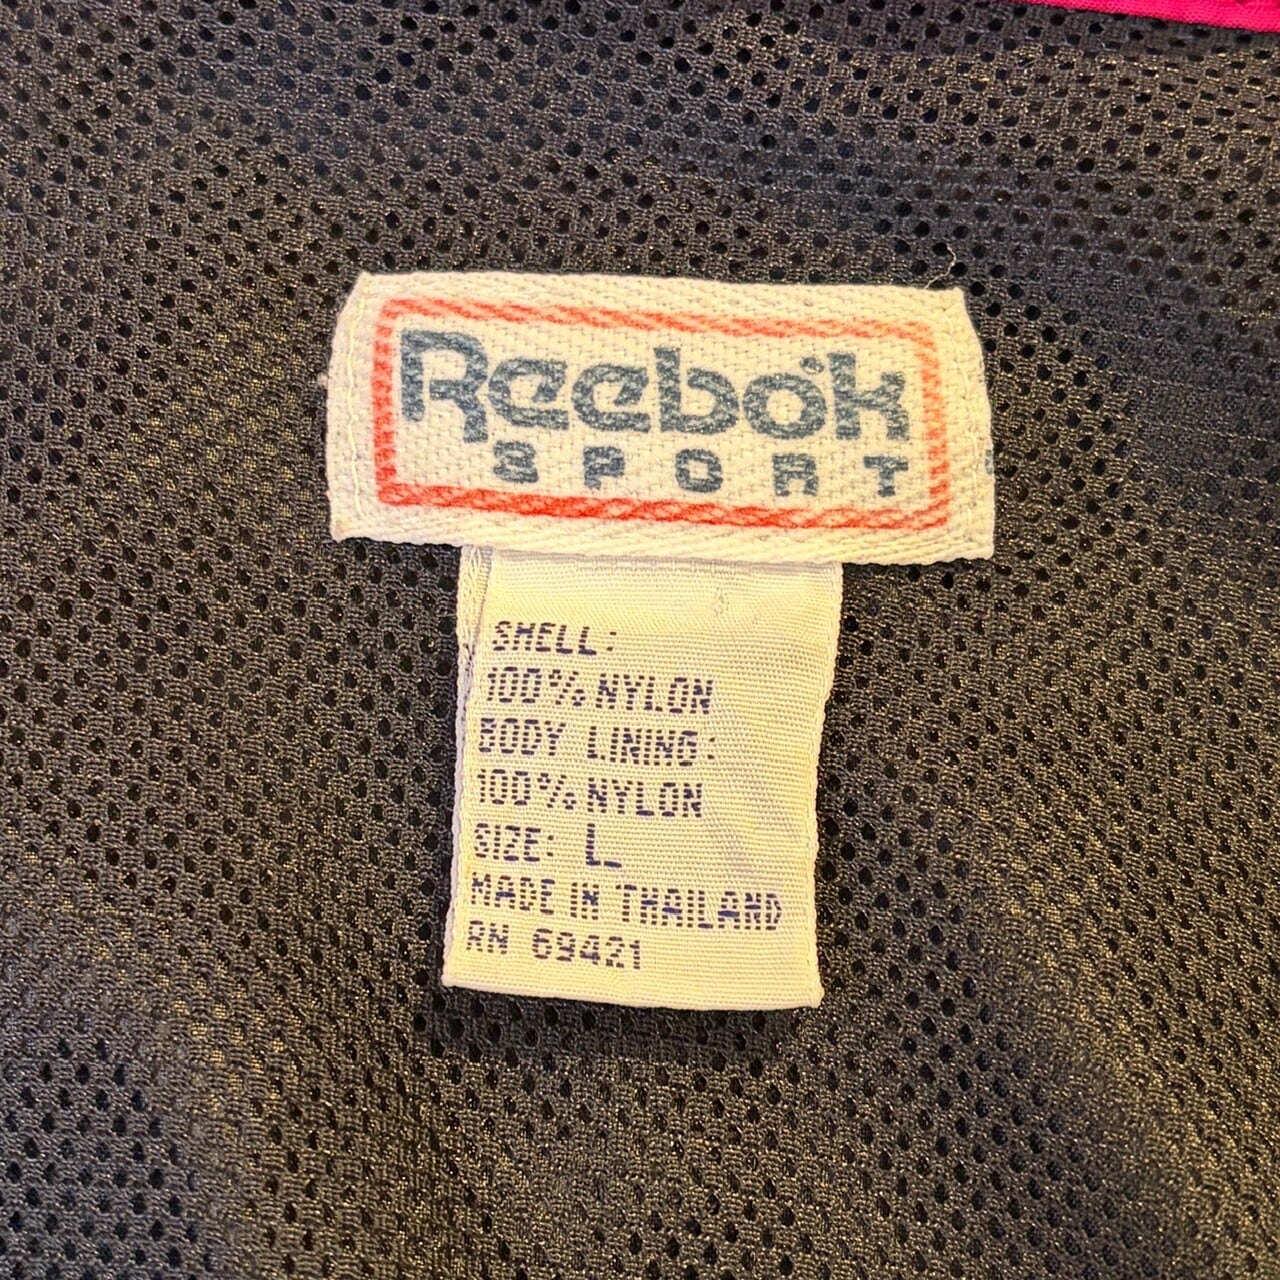 Reebok
SPORT
SHELL:
100% NYLON
BODY LINING:
100% NYLON
SIZE: L
MADE IN THAILAND
RN 69421